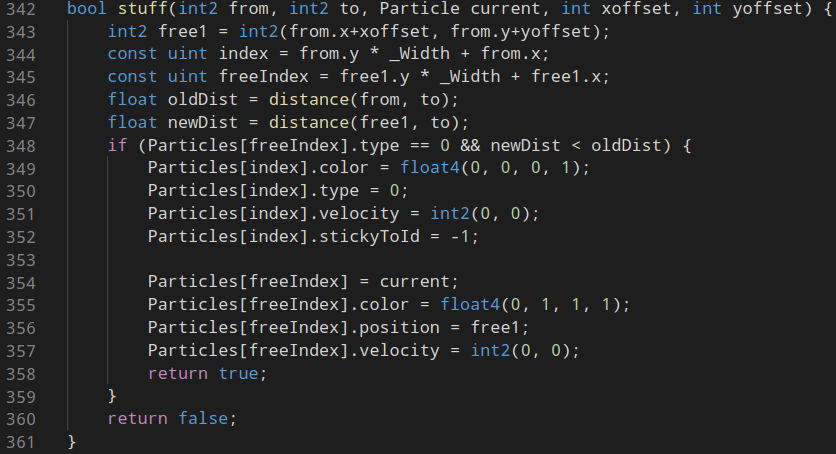 342 bool stuff(int2 from, int2 to, Particle current, int xoffset, int yoffset) {
343     int2 free1 = int2(from.x+xoffset, from.y+yoffset);
344     const uint index = from.y * _Width + from.x;
345     const uint freeIndex = free1.y * _Width + free1.x;
346     float oldDist = distance(from, to);
347     float newDist = distance(free1, to);
348     if (Particles[freeIndex].type == 0 && newDist < oldDist) {
349         Particles[index].color = float4(0, 0, 0, 1);
350         Particles[index].type = 0;
351         Particles[index].velocity = int2(0, 0);
352         Particles[index].stickyToId = -1;
353
354         Particles[freeIndex] = current;
355         Particles[freeIndex].color = float4(0, 1, 1, 1);
356         Particles[freeIndex].position = free1;
357         Particles[freeIndex].velocity = int2(0, 0);
358         return true;
359     }
360     return false;
361 }